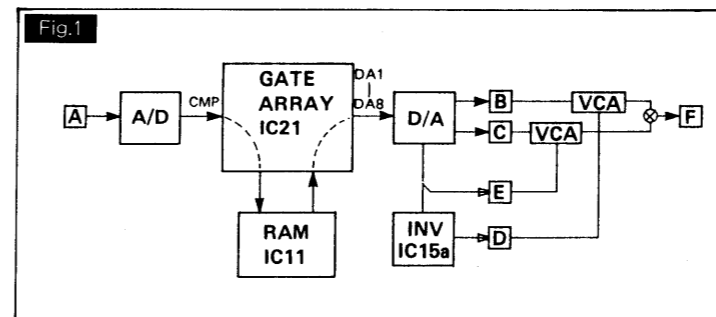 Fig.1
A
A/D
CMP
GATE
ARRAY
IC21
DA1
DA8
D/A
B
VCA
C
VCA
F
E
RAM
IC11
INV
IC15a
D